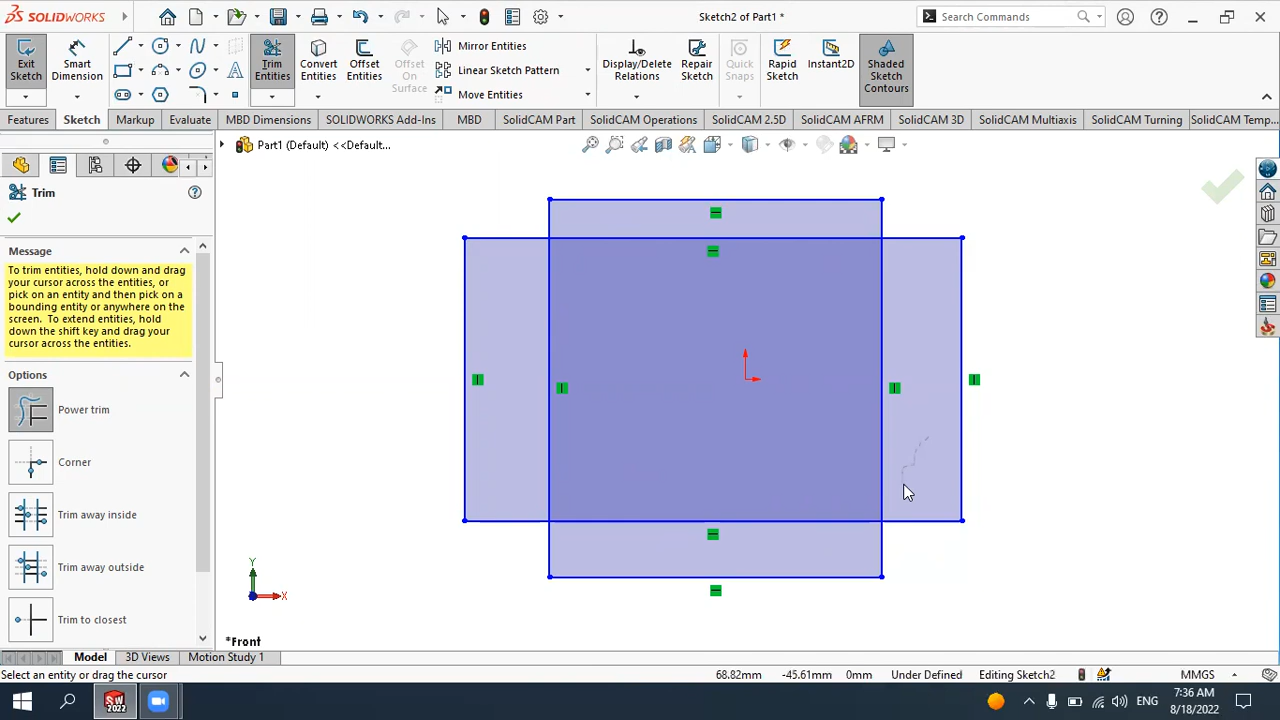 SOLIDWORKS
Sketch2 of Part1 *
Search Commands
Exit Sketch
Smart Dimension
Trim Entities
Convert Entities
Offset Entities
Offset On Surface
Mirror Entities
Linear Sketch Pattern
Move Entities
Display/Delete Relations
Repair Sketch
Quick Snaps
Rapid Sketch
Instant2D
Shaded Sketch Contours
Features
Sketch
Markup
Evaluate
MBD Dimensions
SOLIDWORKS Add-Ins
MBD
SolidCAM Part
SolidCAM Operations
SolidCAM 2.5D
SolidCAM AFRM
SolidCAM 3D
SolidCAM Multiaxis
SolidCAM Turning
SolidCAM Temp...
Part1 (Default) <<Default...
Trim
Message
To trim entities, hold down and drag
your cursor across the entities, or
pick on an entity and then pick on a
bounding entity or anywhere on the
screen. To extend entities, hold
down the shift key and drag your
cursor across the entities.
Options
Power trim
Corner
Trim away inside
Trim away outside
Trim to closest
Y
X
*Front
Model
3D Views
Motion Study 1
Select an entity or drag the cursor
68.82mm
-45.61mm
0mm
Under Defined
Editing Sketch2
MMGS
SW
2022
ENG
7:36 AM
8/18/2022